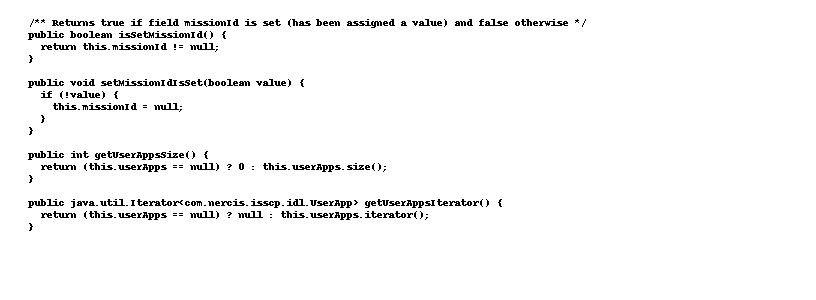 /** Returns true if field missionId is set (has been assigned a value) and false otherwise */
public boolean isSetMissionId() {
  return this.missionId != null;
}

public void setMissionIdIsSet(boolean value) {
  if (!value) {
    this.missionId = null;
  }
}

public int getUserAppsSize() {
  return (this.userApps == null) ? 0 : this.userApps.size();
}

public java.util.Iterator<com.nercis.isscp.idl.UserApp> getUserAppsIterator() {
  return (this.userApps == null) ? null : this.userApps.iterator();
}